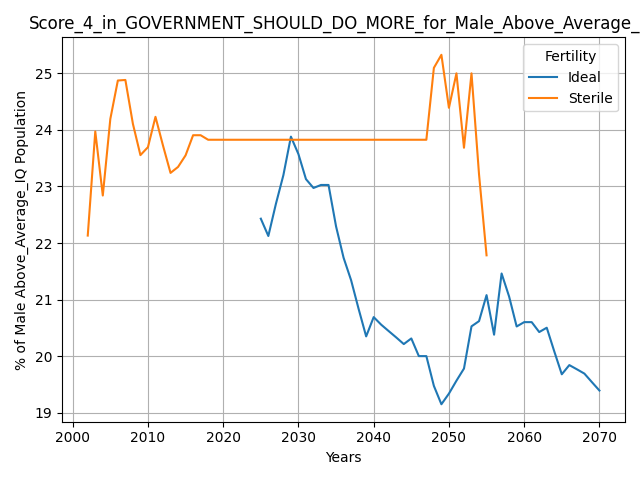 Score_4_in_GOVERNMENT_SHOULD_DO_MORE_for_Male_Above_Average_
Fertility
Ideal
Sterile
% of Male Above_Average_IQ Population
25
24
23
22
21
20
19
2000
2010
2020
2030
2040
2050
2060
2070
Years